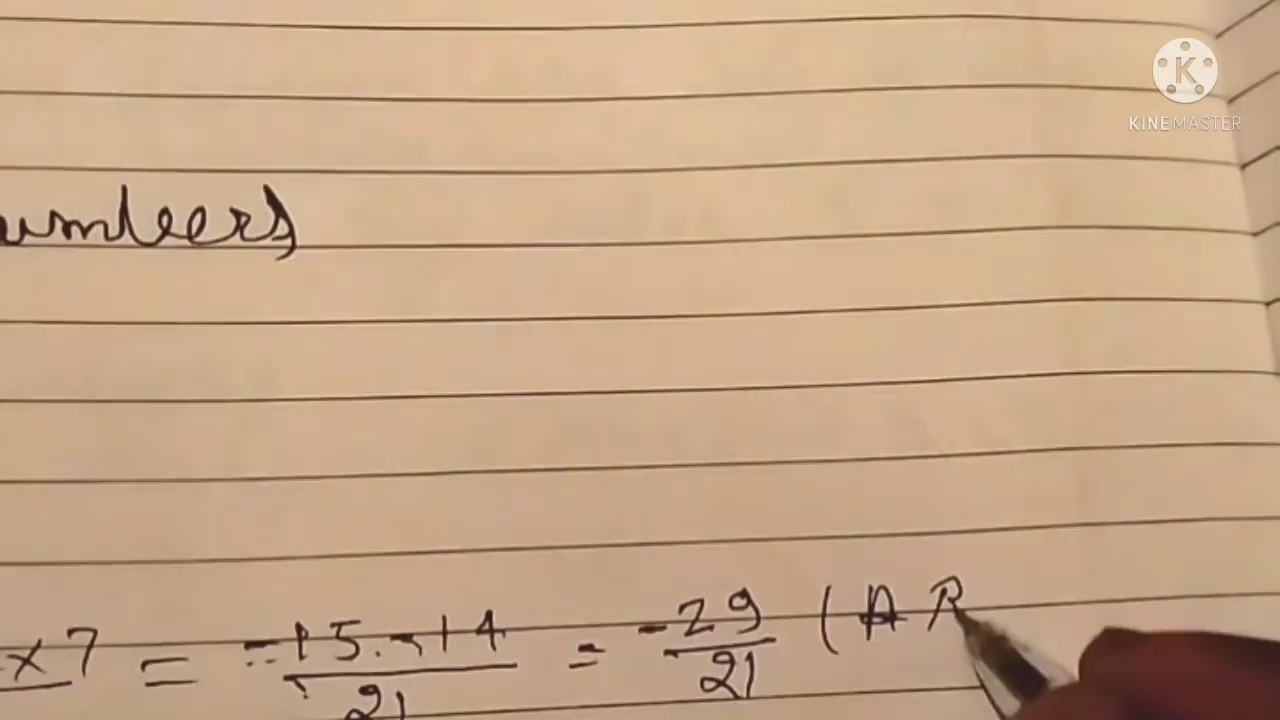 K
KINEMASTER
umbers
x 7 = -15-14/21 = -29/21 (A R